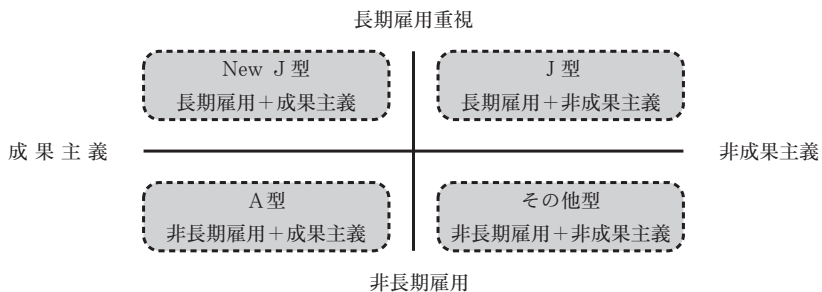 長期雇用重視
New J 型
長期雇用＋成果主義
J 型
長期雇用＋非成果主義
成 果 主 義
非成果主義
A型
非長期雇用＋成果主義
その他型
非長期雇用＋非成果主義
非長期雇用